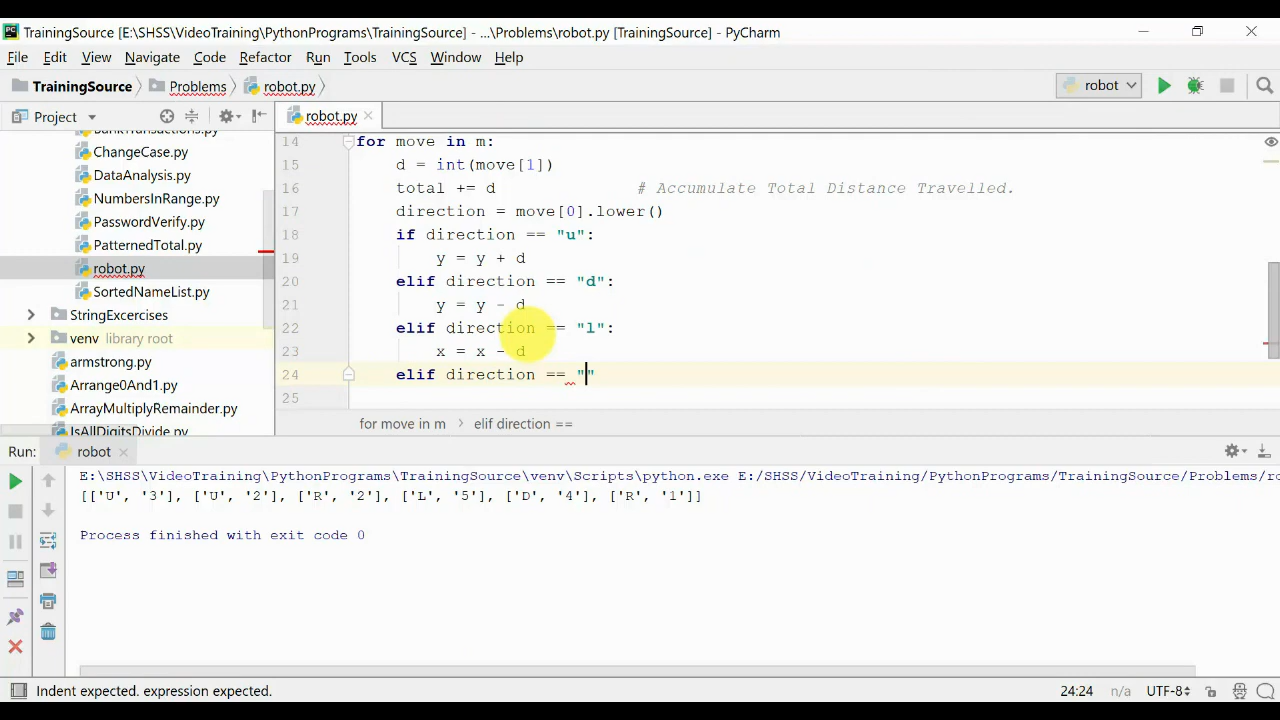 TrainingSource [E:\SHSS\VideoTraining\PythonPrograms\TrainingSource] - ...\Problems\robot.py [TrainingSource] - PyCharm
File Edit View Navigate Code Refactor Run Tools VCS Window Help
TrainingSource Problems robot.py robot
Project
robot.py
BankTransactions.py
ChangeCase.py
DataAnalysis.py
NumbersInRange.py
PasswordVerify.py
PatternedTotal.py
robot.py
SortedNameList.py
StringExcercises
venv library root
armstrong.py
Arrange0And1.py
ArrayMultiplyRemainder.py
IsAllDigitsDivide.py
14 for move in m:
15 d = int(move[1])
16 total += d # Accumulate Total Distance Travelled.
17 direction = move[0].lower()
18 if direction == "u":
19 y = y + d
20 elif direction == "d":
21 y = y - d
22 elif direction == "l":
23 x = x - d
24 elif direction == ""
25
for move in m elif direction ==
Run: robot
E:\SHSS\VideoTraining\PythonPrograms\TrainingSource\venv\Scripts\python.exe E:/SHSS/VideoTraining/PythonPrograms/TrainingSource/Problems/ro
[['U', '3'], ['U', '2'], ['R', '2'], ['L', '5'], ['D', '4'], ['R', '1']]
Process finished with exit code 0
Indent expected. expression expected. 24:24 n/a UTF-8